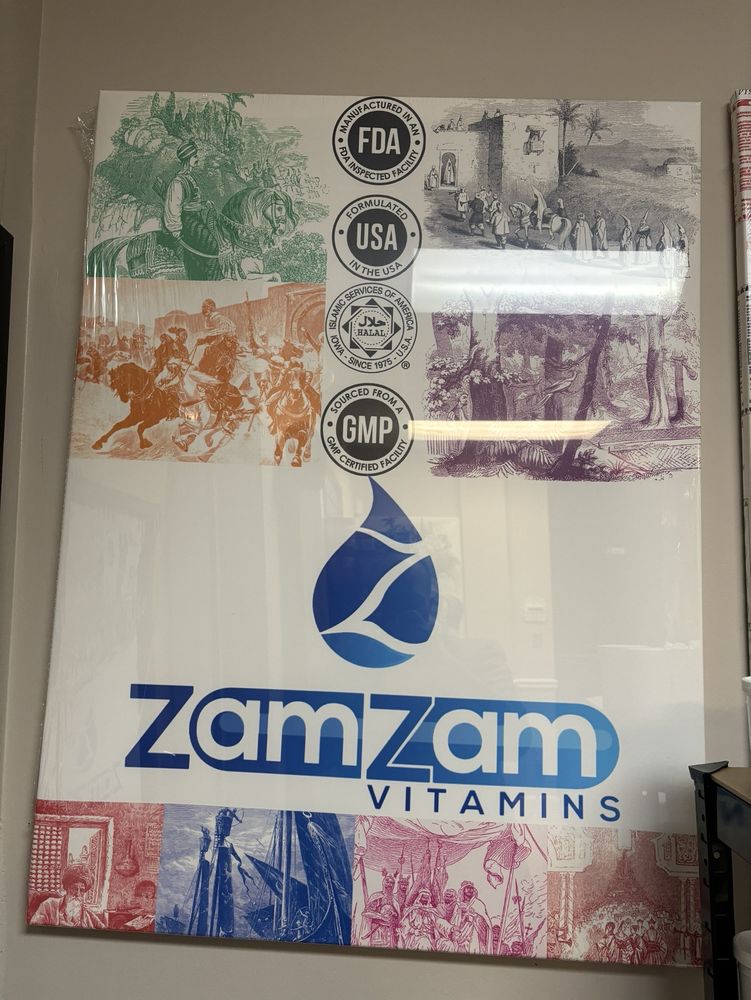 MANUFACTURED IN AN
FDA
FDA INSPECTED FACILITY
FORMULATED
USA
IN THE USA
ISLAMIC SERVICES OF AMERICA
حلال
HALAL
IOWA · SINCE 1975 · U.S.A.
®
SOURCED FROM A
GMP
GMP CERTIFIED FACILITY
ZamZam
VITAMINS